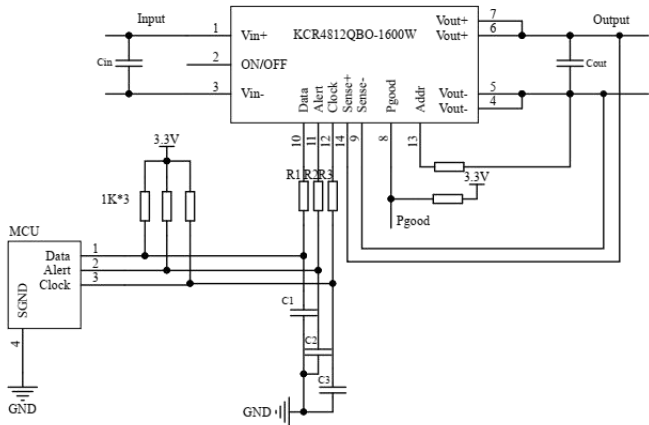 Input
KCR4812QBO-1600W
Output
Cin
Cout
1
2
3
Vin+
ON/OFF
Vin-
Vout+
Vout+
Vout-
Vout-
7
6
5
4
Data
Alert
Clock
Sense+
Sense-
Pgood
Addr
10
11
12
14
9
8
13
3.3V
3.3V
R1
R2
R3
1K*3
Pgood
MCU
Data
Alert
Clock
1
2
3
SGND
4
GND
C1
C2
C3
GND